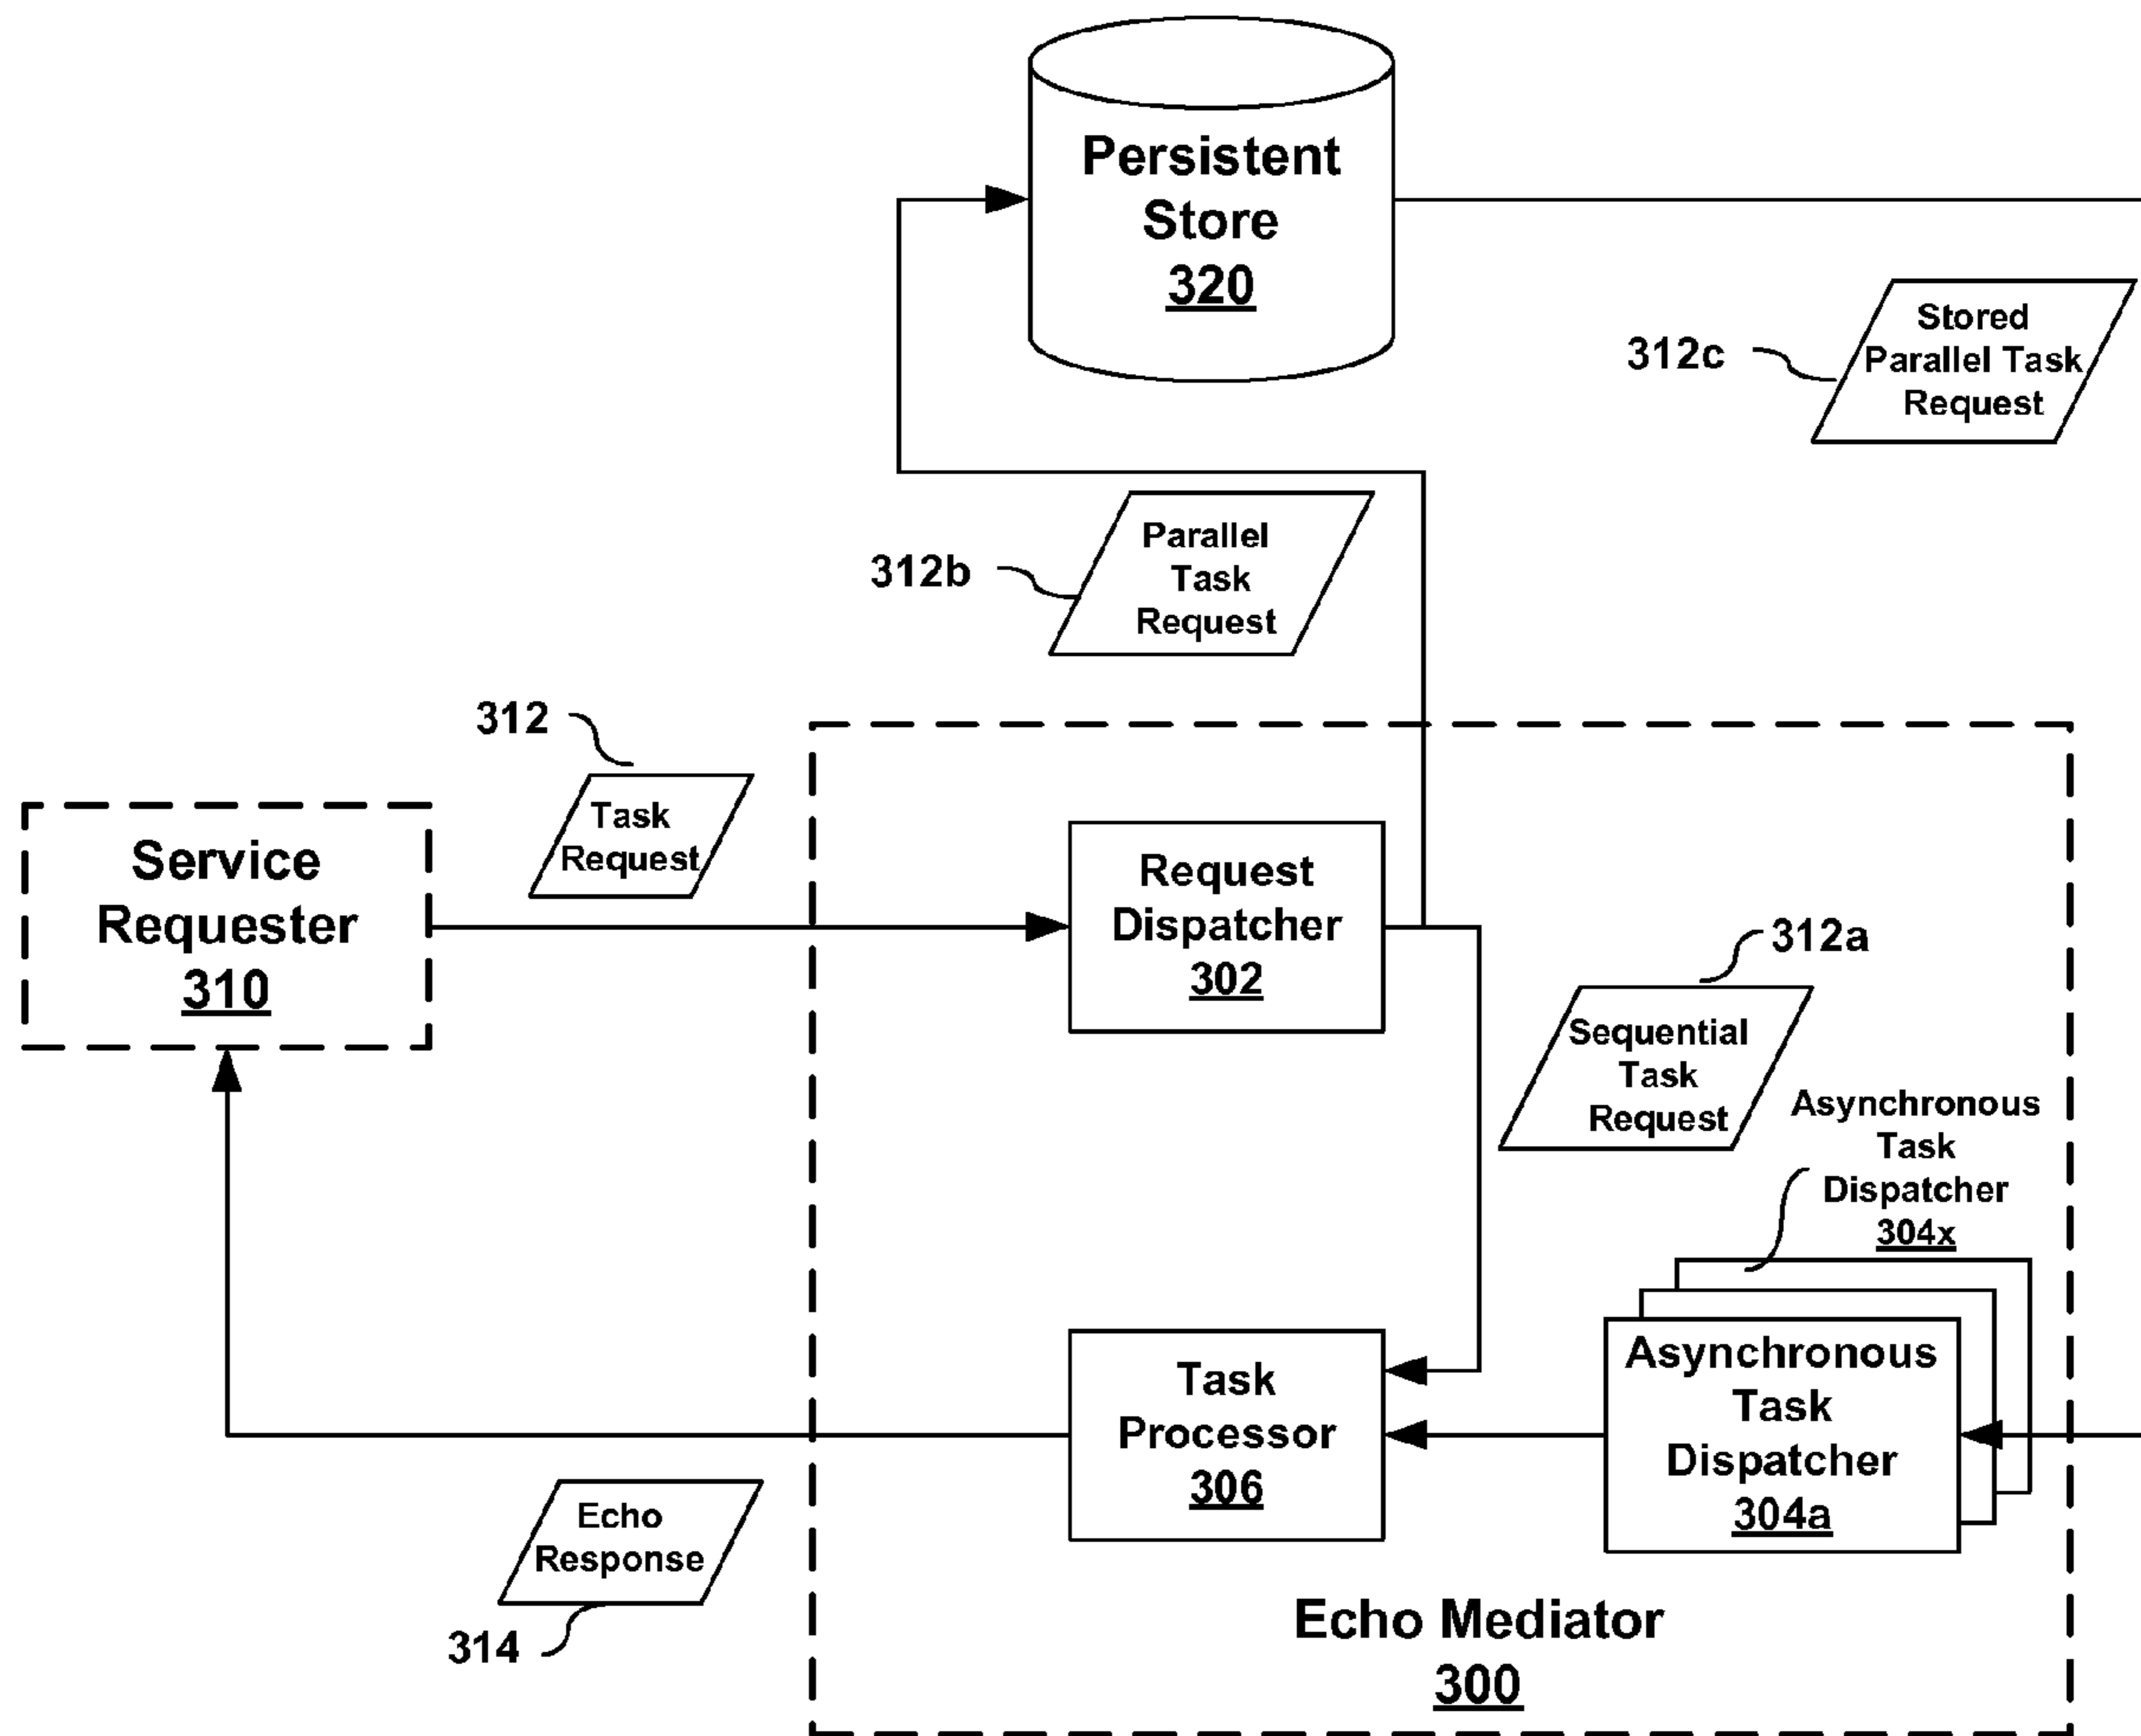 Persistent
Store
320
312c
Stored
Parallel Task
Request
312b
Parallel
Task
Request
312
Task
Request
Service
Requester
310
Request
Dispatcher
302
312a
Sequential
Task
Request
Asynchronous
Task
Dispatcher
304x
Task
Processor
306
Asynchronous
Task
Dispatcher
304a
Echo
Response
314
Echo Mediator
300